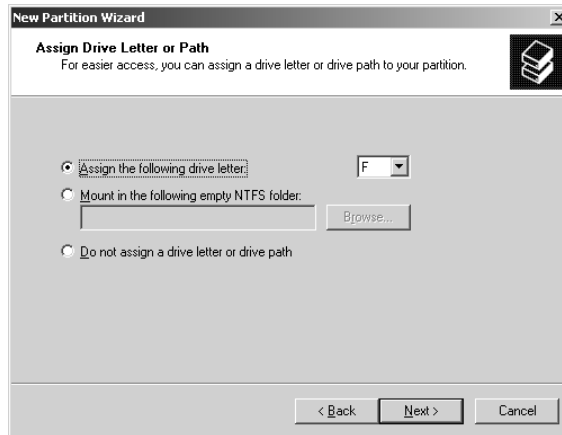 New Partition Wizard
Assign Drive Letter or Path
For easier access, you can assign a drive letter or drive path to your partition.
Assign the following drive letter: F
Mount in the following empty NTFS folder:
Browse...
Do not assign a drive letter or drive path
< Back Next > Cancel